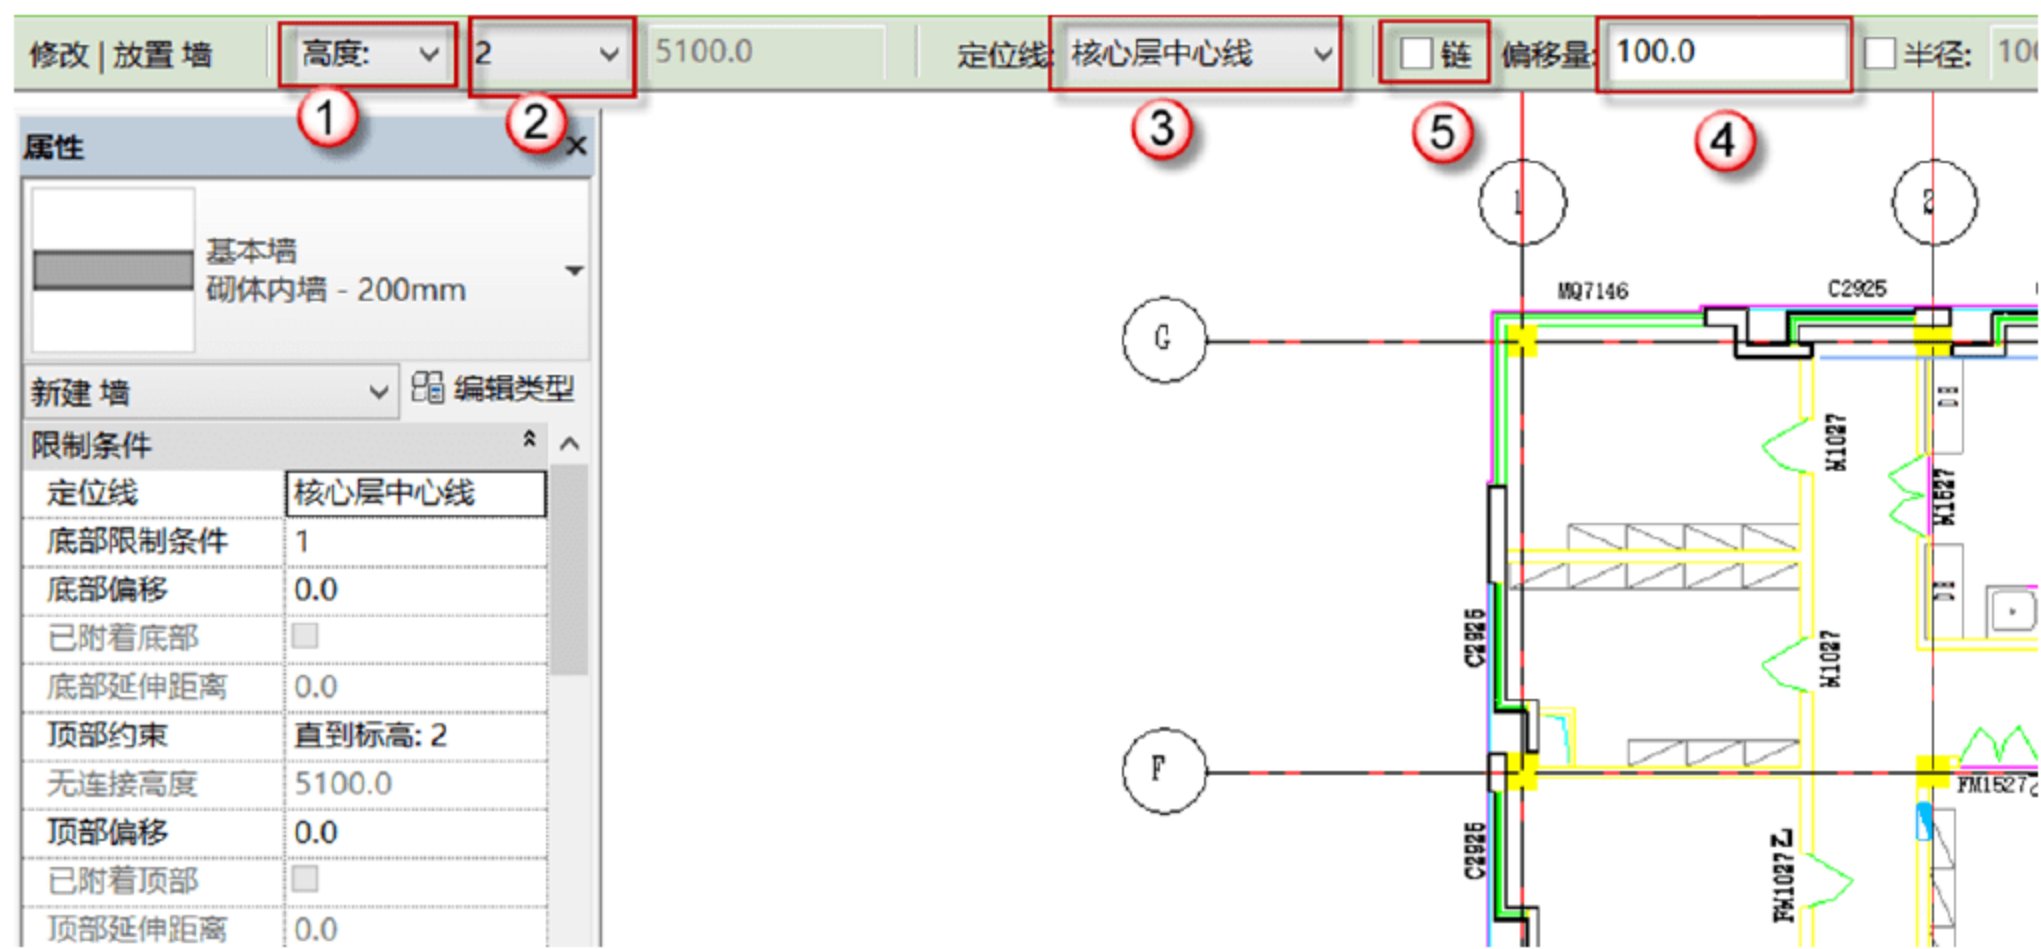 修改 | 放置 墙 高度: 2 5100.0 定位线: 核心层中心线 链 偏移量: 100.0 半径:
1 2 3 5 4
属性
基本墙
砌体内墙 - 200mm
新建 墙 编辑类型
限制条件
定位线 核心层中心线
底部限制条件 1
底部偏移 0.0
已附着底部
底部延伸距离 0.0
顶部约束 直到标高: 2
无连接高度 5100.0
顶部偏移 0.0
已附着顶部
顶部延伸距离 0.0
1 2
MQ7146 C2925
G
M1027
M1527
C2925
M1027
F
FM1527
C2925
FM1027 Z